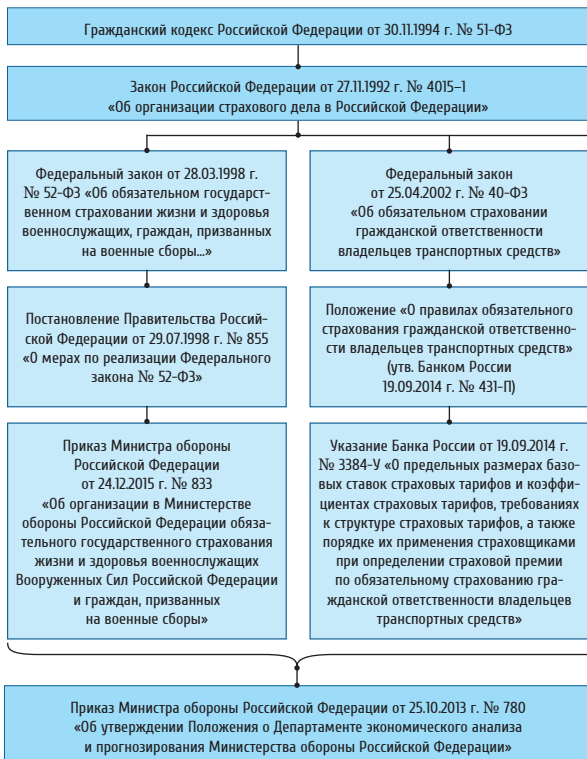 Гражданский кодекс Российской Федерации от 30.11.1994 г. № 51-ФЗ
Закон Российской Федерации от 27.11.1992 г. № 4015–1
«Об организации страхового дела в Российской Федерации»
Федеральный закон от 28.03.1998 г.
№ 52-ФЗ «Об обязательном государст-
венном страховании жизни и здоровья
военнослужащих, граждан, призванных
на военные сборы...»
Постановление Правительства Россий-
ской Федерации от 29.07.1998 г. № 855
«О мерах по реализации Федерального
закона № 52-ФЗ»
Приказ Министра обороны
Российской Федерации
от 24.12.2015 г. № 833
«Об организации в Министерстве
обороны Российской Федерации обяза-
тельного государственного страхования
жизни и здоровья военнослужащих
Вооруженных Сил Российской Федерации
и граждан, призванных
на военные сборы»
Федеральный закон
от 25.04.2002 г. № 40-ФЗ
«Об обязательном страховании
гражданской ответственности
владельцев транспортных средств»
Положение «О правилах обязательного
страхования гражданской ответственно-
сти владельцев транспортных средств»
(утв. Банком России
19.09.2014 г. № 431-П)
Указание Банка России от 19.09.2014 г.
№ 3384-У «О предельных размерах базо-
вых ставок страховых тарифов и коэффи-
циентах страховых тарифов, требованиях
к структуре страховых тарифов, а также
порядке их применения страховщиками
при определении страховой премии
по обязательному страхованию гра-
жданской ответственности владельцев
транспортных средств»
Приказ Министра обороны Российской Федерации от 25.10.2013 г. № 780
«Об утверждении Положения о Департаменте экономического анализа
и прогнозирования Министерства обороны Российской Федерации»